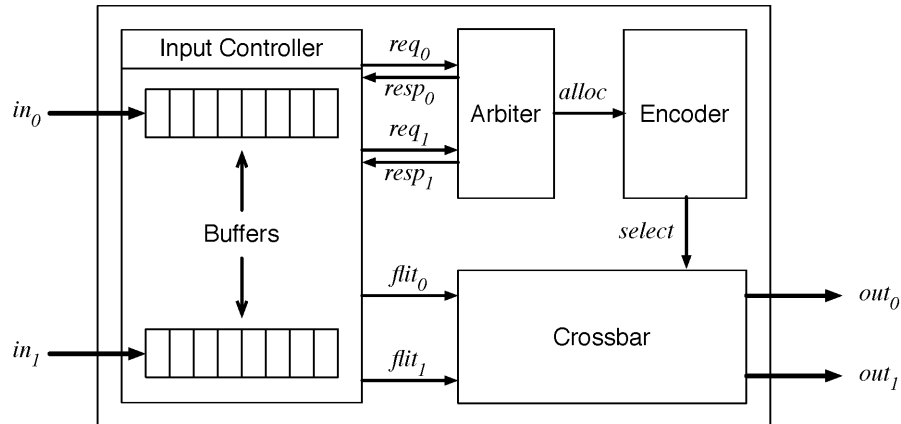 Input Controller
req0
resp0
alloc
Arbiter
Encoder
in0
req1
resp1
Buffers
select
flit0
out0
Crossbar
in1
flit1
out1